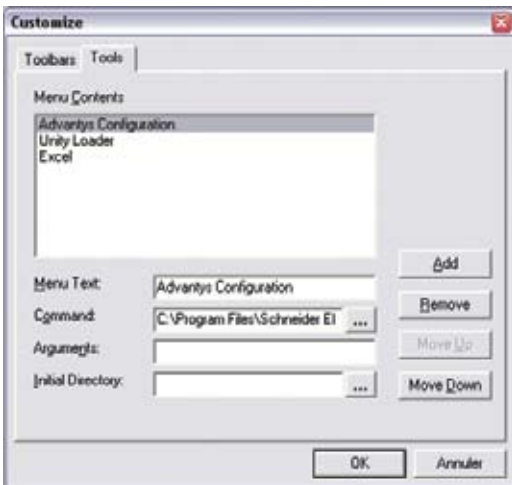 Customize
Toolbars
Tools
Menu Contents
Advantys Configuration
Unity Loader
Excel
Add
Menu Text:
Advantys Configuration
Remove
Command:
C:\Program Files\Schneider El
...
Move Up
Arguments:
Initial Directory:
...
Move Down
OK
Annuler